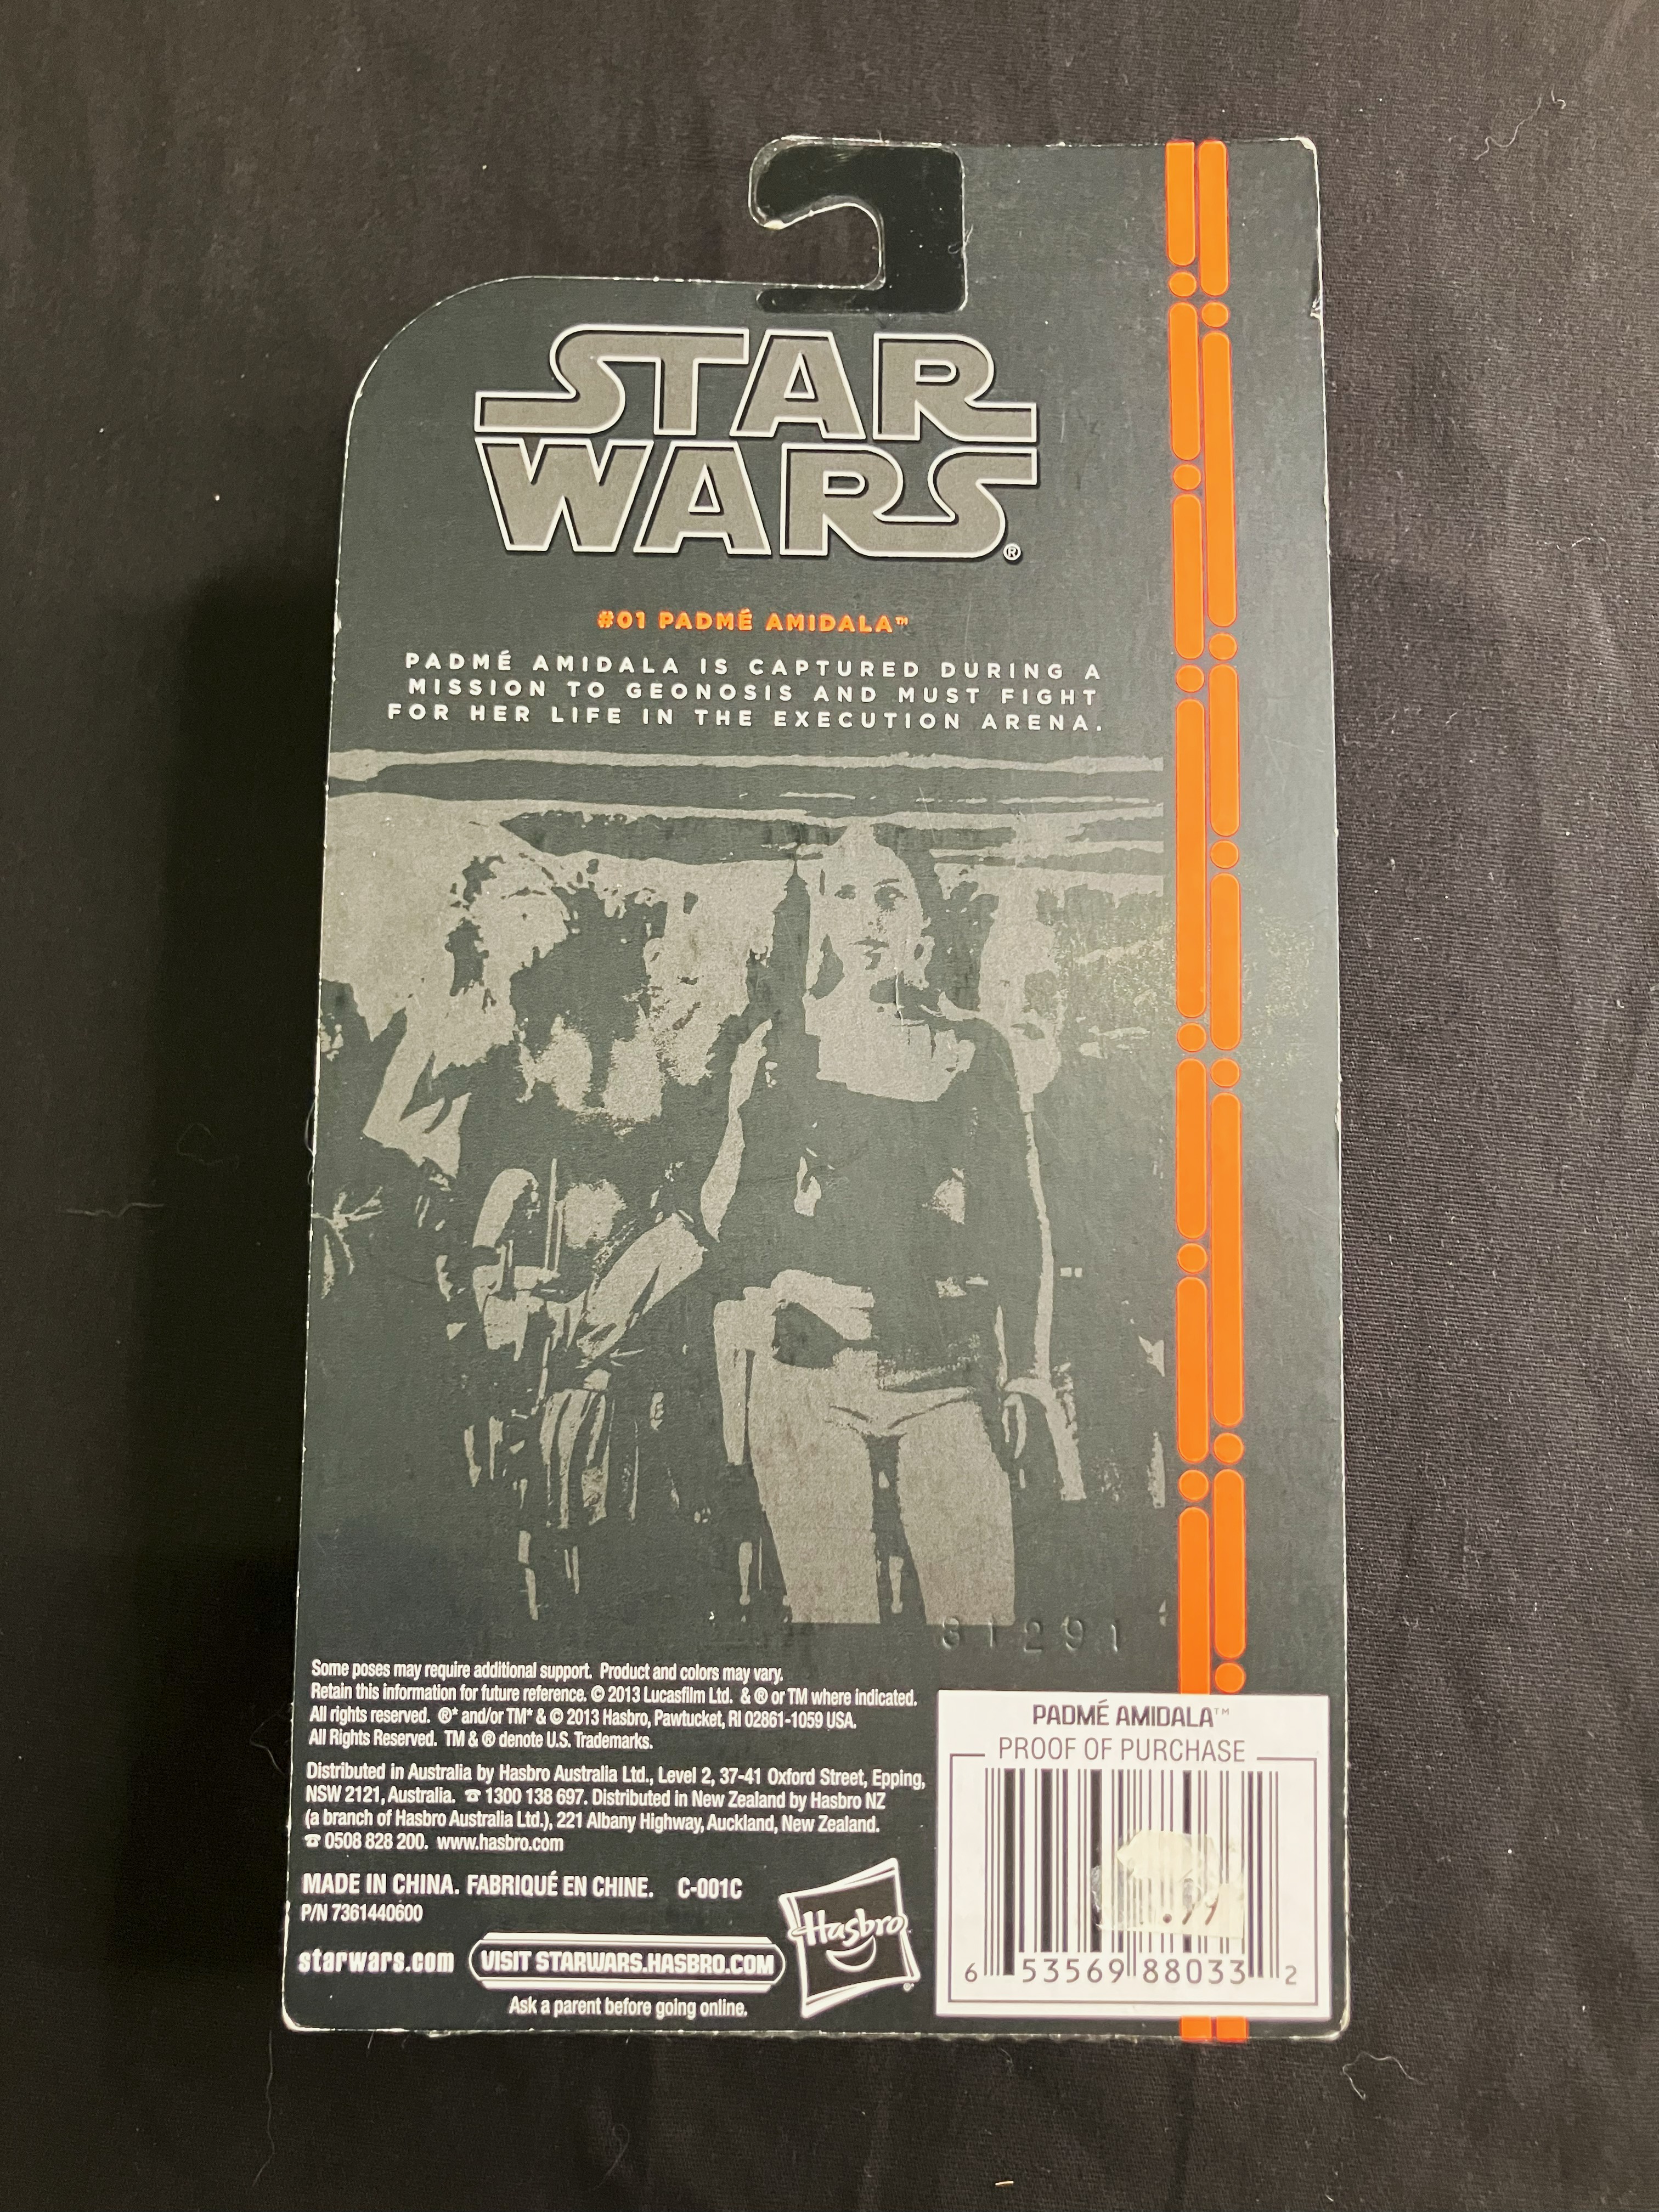 STAR
WARS®
#01 PADMÉ AMIDALA™
PADMÉ AMIDALA IS CAPTURED DURING A
MISSION TO GEONOSIS AND MUST FIGHT
FOR HER LIFE IN THE EXECUTION ARENA.
31291
Some poses may require additional support. Product and colors may vary.
Retain this information for future reference. © 2013 Lucasfilm Ltd. & ® or TM where indicated.
All rights reserved. ®* and/or TM* & © 2013 Hasbro, Pawtucket, RI 02861-1059 USA.
All Rights Reserved. TM & ® denote U.S. Trademarks.
Distributed in Australia by Hasbro Australia Ltd., Level 2, 37-41 Oxford Street, Epping,
NSW 2121, Australia. ☎ 1300 138 697. Distributed in New Zealand by Hasbro NZ
(a branch of Hasbro Australia Ltd.), 221 Albany Highway, Auckland, New Zealand.
☎ 0508 828 200. www.hasbro.com
MADE IN CHINA. FABRIQUÉ EN CHINE. C-001C
P/N 7361440600
starwars.com
VISIT STARWARS.HASBRO.COM
Ask a parent before going online.
Hasbro
PADMÉ AMIDALA™
PROOF OF PURCHASE
6 53569 88033 2